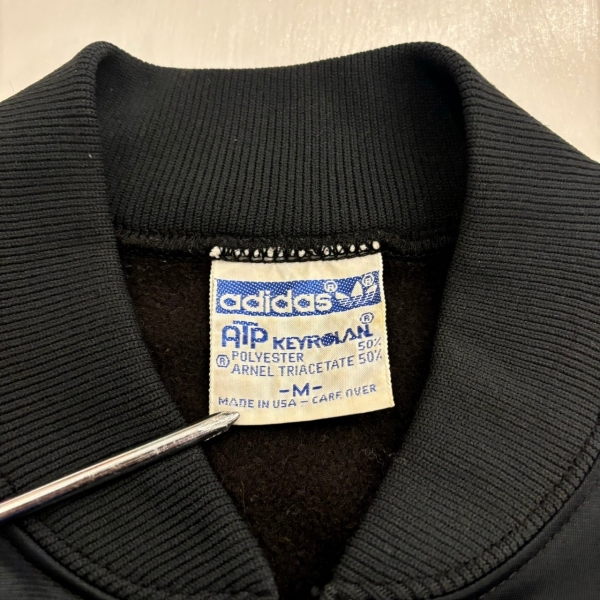 adidas®
ATP KEYROLAN®
POLYESTER 50%
® ARNEL TRIACETATE 50%
-M-
MADE IN USA - CARE OVER